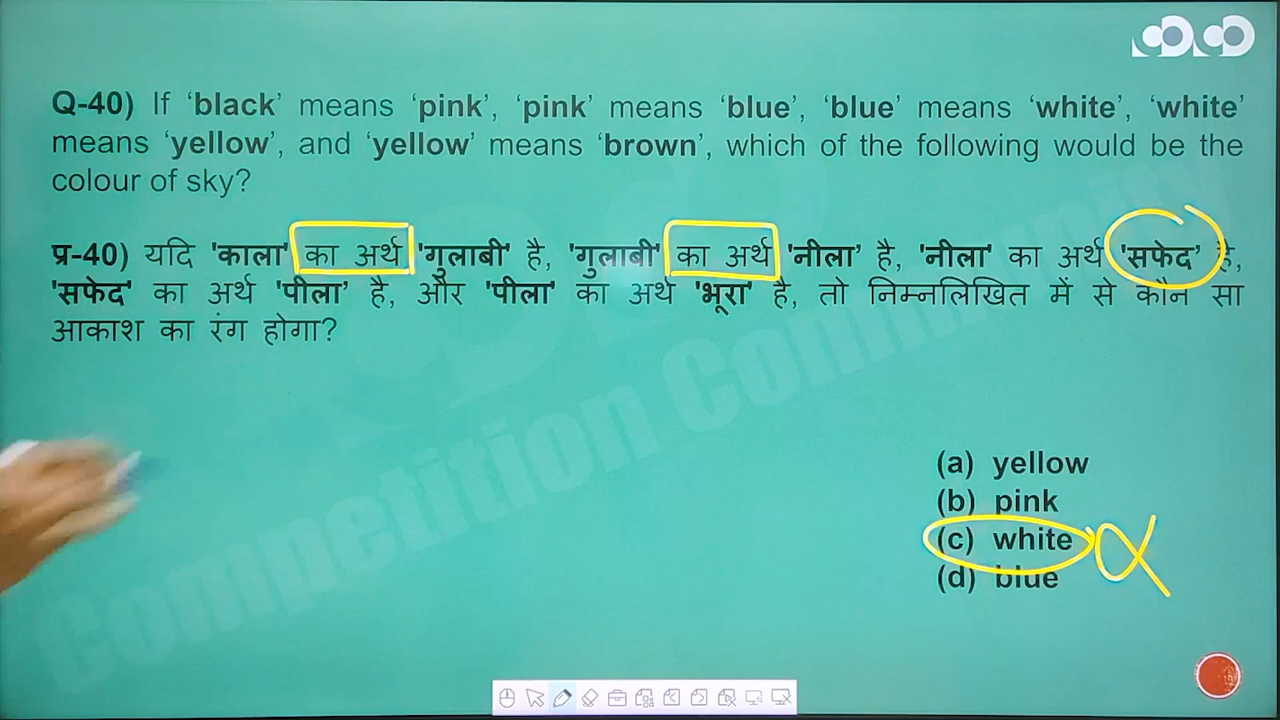 Q-40) If ‘black’ means ‘pink’, ‘pink’ means ‘blue’, ‘blue’ means ‘white’, ‘white’
means ‘yellow’, and ‘yellow’ means ‘brown’, which of the following would be the
colour of sky?
प्र-40) यदि 'काला' का अर्थ 'गुलाबी' है, 'गुलाबी' का अर्थ 'नीला’ है, 'नीला' का अर्थ 'सफेद’ है,
'सफेद' का अर्थ 'पीला’ है, और 'पीला' का अर्थ 'भूरा' है, तो निम्नलिखित में से कौन सा
आकाश का रंग होगा?
(a) yellow
(b) pink
(c) white
(d) blue
Competition Community